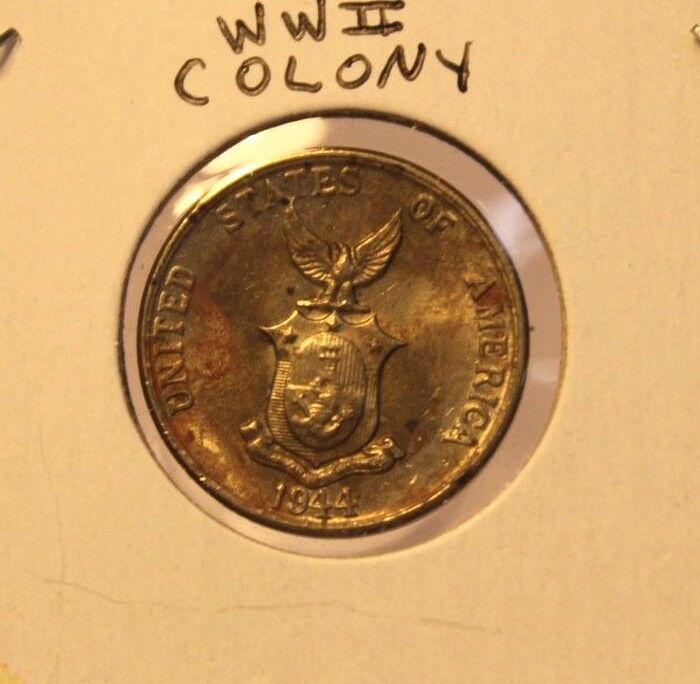 WWII
COLONY
UNITED STATES OF AMERICA
1944